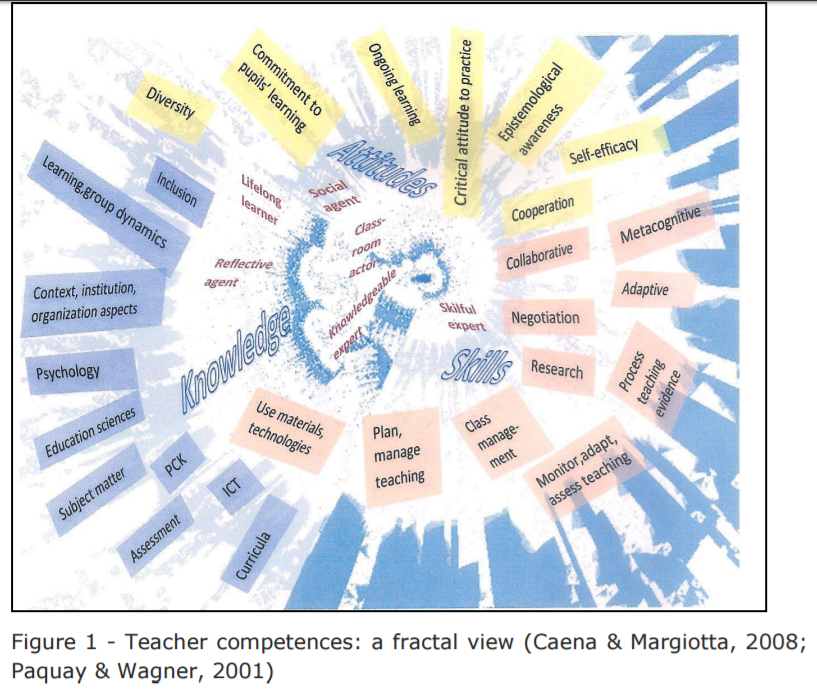 Commitment to
pupils' learning
Ongoing learning
Critical attitude to practice
Epistemological
awareness
Diversity
Self-efficacy
Attitudes
Learning,group dynamics
Inclusion
Lifelong
learner
Social
agent
Cooperation
Metacognitive
Class-
room
actor
Collaborative
Reflective
agent
Context, institution,
organization aspects
Adaptive
Knowledgeable
expert
Skilful
expert
Negotiation
Knowledge
Skills
Psychology
Research
Process
teaching
evidence
Education sciences
Use materials,
technologies
Plan,
manage
teaching
Class
manage-
ment
Monitor,adapt,
assess teaching
Subject matter
PCK
ICT
Assessment
Curricula
Figure 1 - Teacher competences: a fractal view (Caena & Margiotta, 2008;
Paquay & Wagner, 2001)